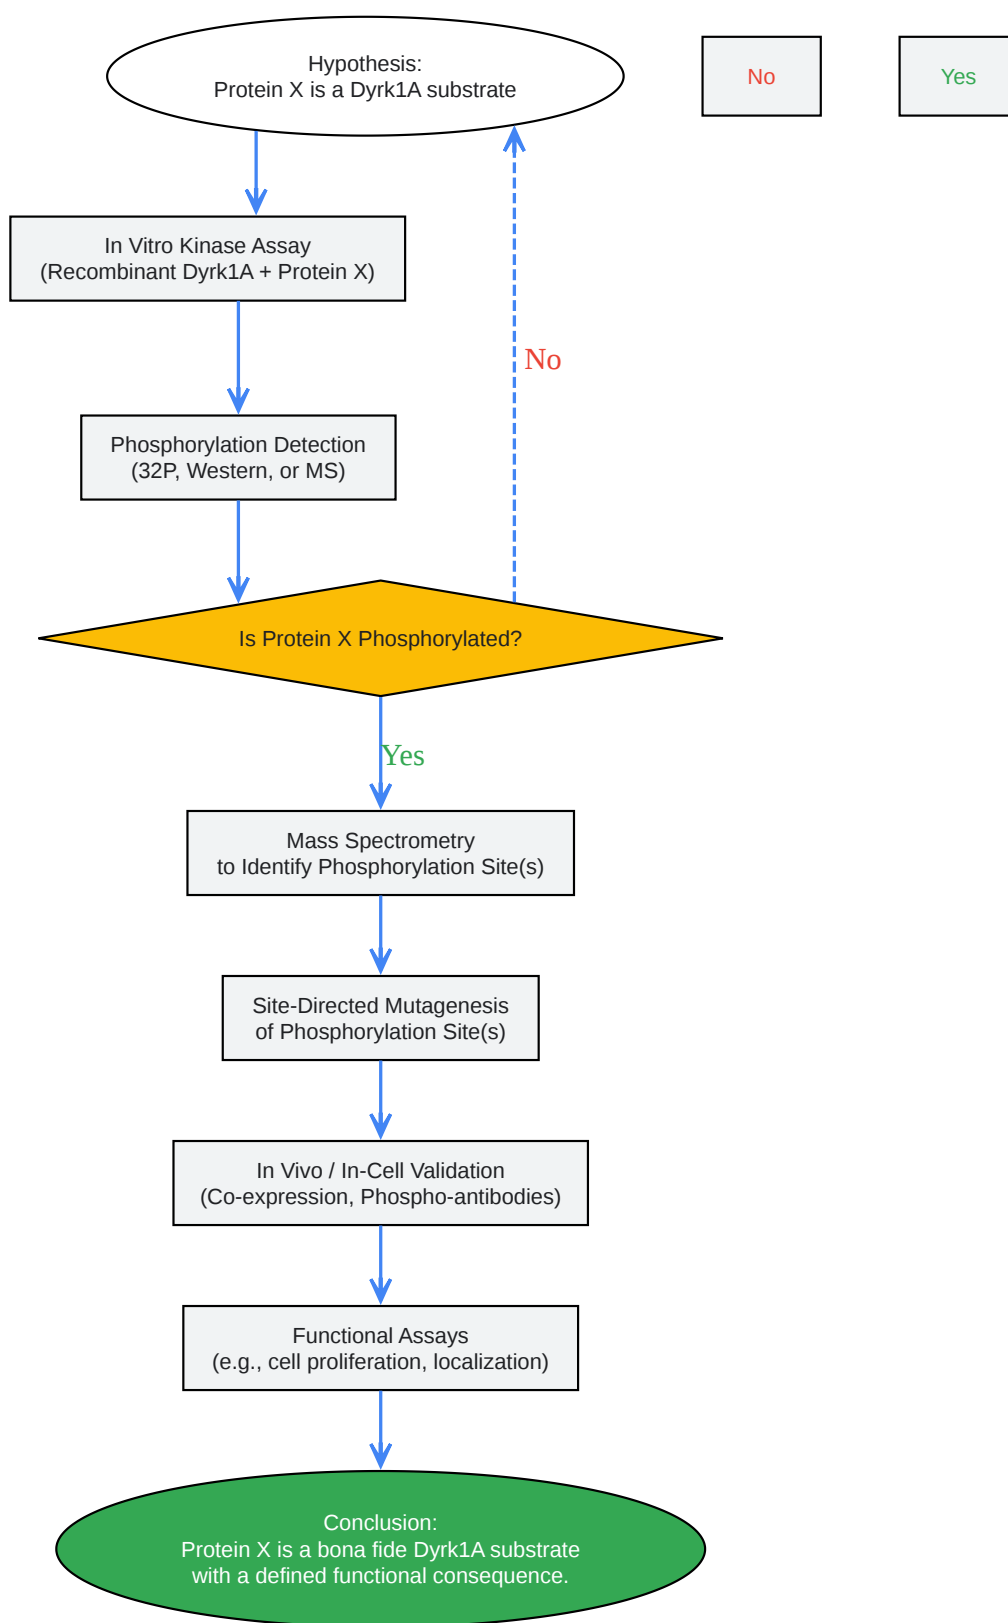 Hypothesis:
Protein X is a Dyrk1A substrate
No
Yes
In Vitro Kinase Assay
(Recombinant Dyrk1A + Protein X)
No
Phosphorylation Detection
(32P, Western, or MS)
Is Protein X Phosphorylated?
Yes
Mass Spectrometry
to Identify Phosphorylation Site(s)
Site-Directed Mutagenesis
of Phosphorylation Site(s)
In Vivo / In-Cell Validation
(Co-expression, Phospho-antibodies)
Functional Assays
(e.g., cell proliferation, localization)
Conclusion:
Protein X is a bona fide Dyrk1A substrate
with a defined functional consequence.